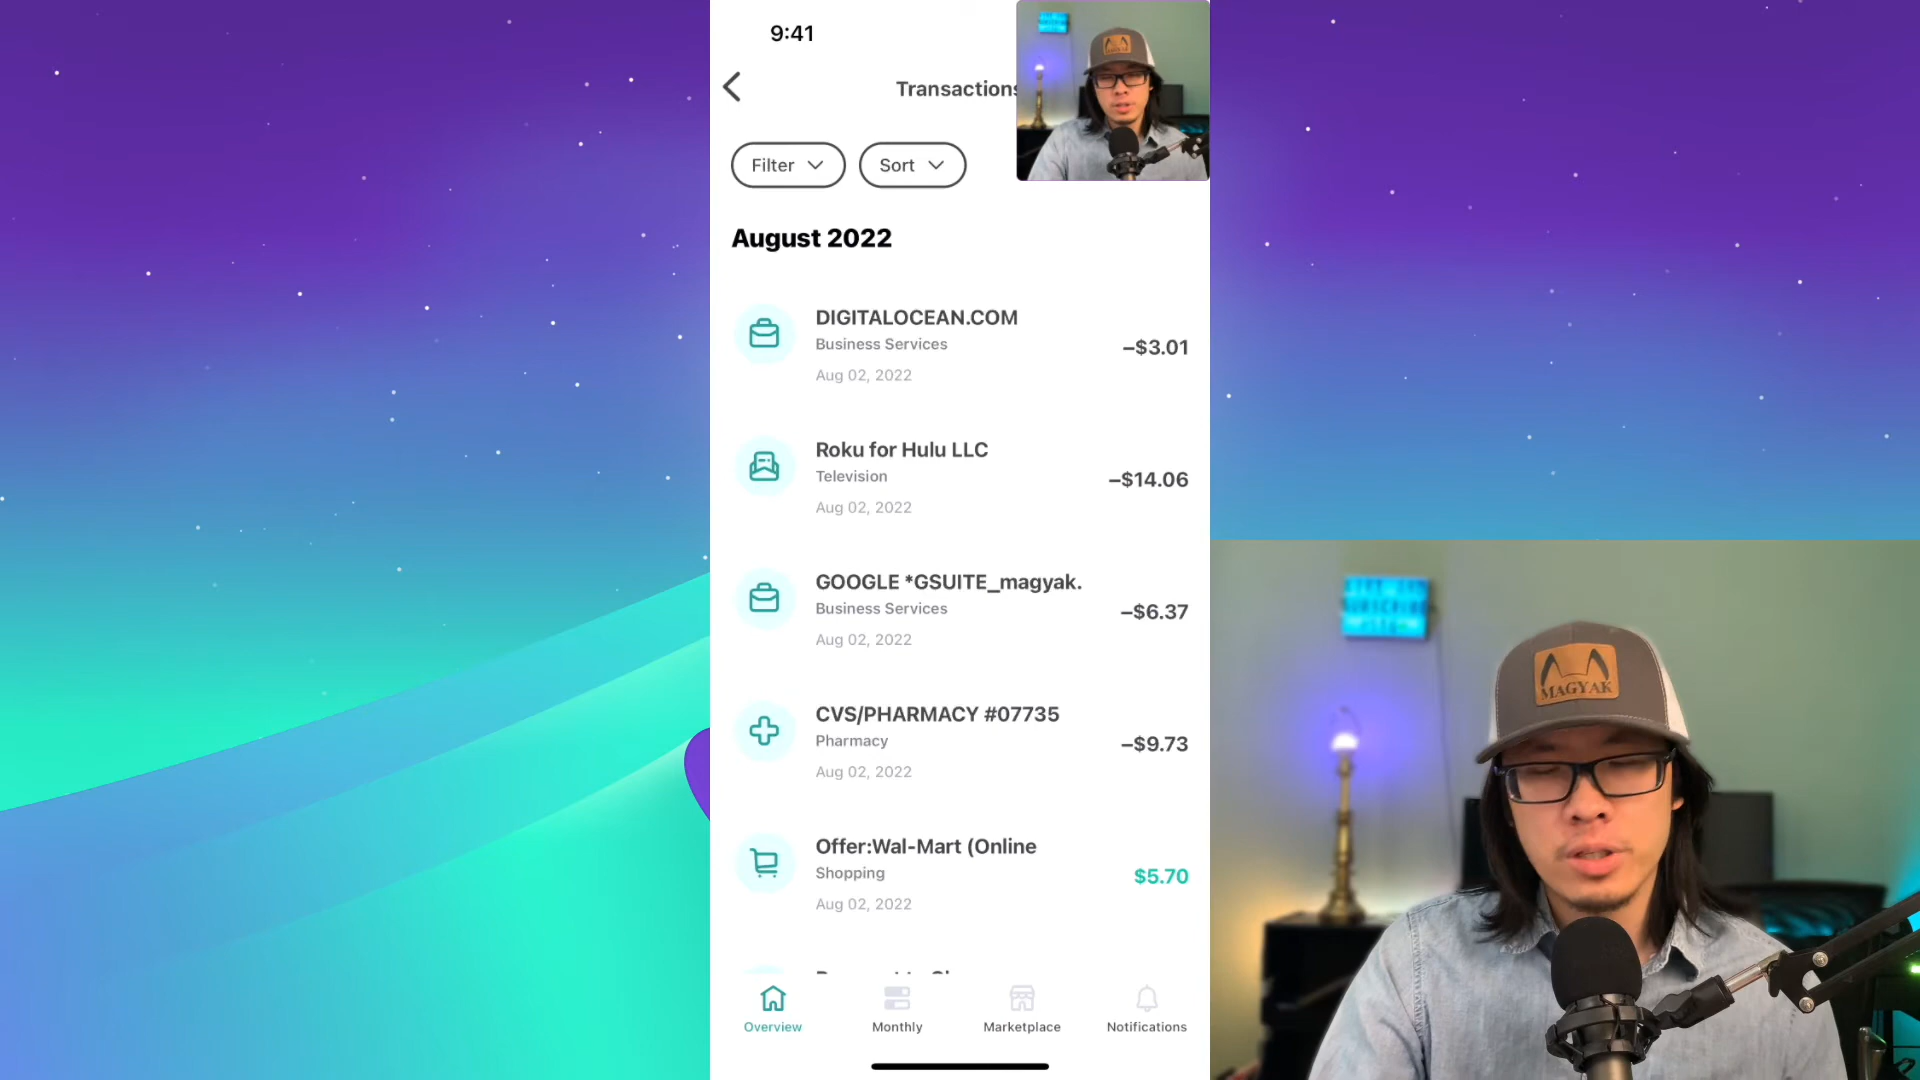 9:41
Transactions
Filter
Sort
August 2022
DIGITALOCEAN.COM
Business Services
–$3.01
Aug 02, 2022
Roku for Hulu LLC
Television
–$14.06
Aug 02, 2022
GOOGLE *GSUITE_magyak.
Business Services
–$6.37
Aug 02, 2022
CVS/PHARMACY #07735
Pharmacy
–$9.73
Aug 02, 2022
Offer:Wal-Mart (Online
Shopping
$5.70
Aug 02, 2022
Overview
Monthly
Marketplace
Notifications
SUBSCRIBE
MAGYAK